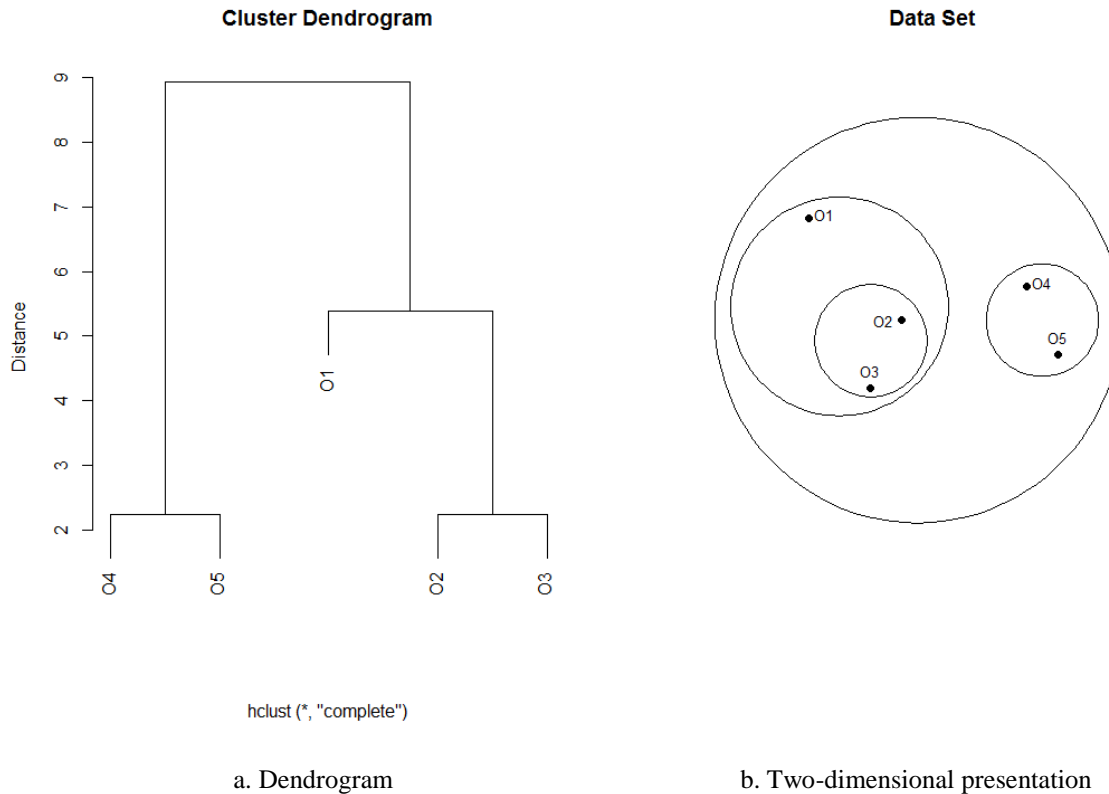 Cluster Dendrogram
Distance
9
8
7
6
5
4
3
2
O1
O4
O5
O2
O3
hclust (*, "complete")
a. Dendrogram
Data Set
O1
O4
O2
O5
O3
b. Two-dimensional presentation